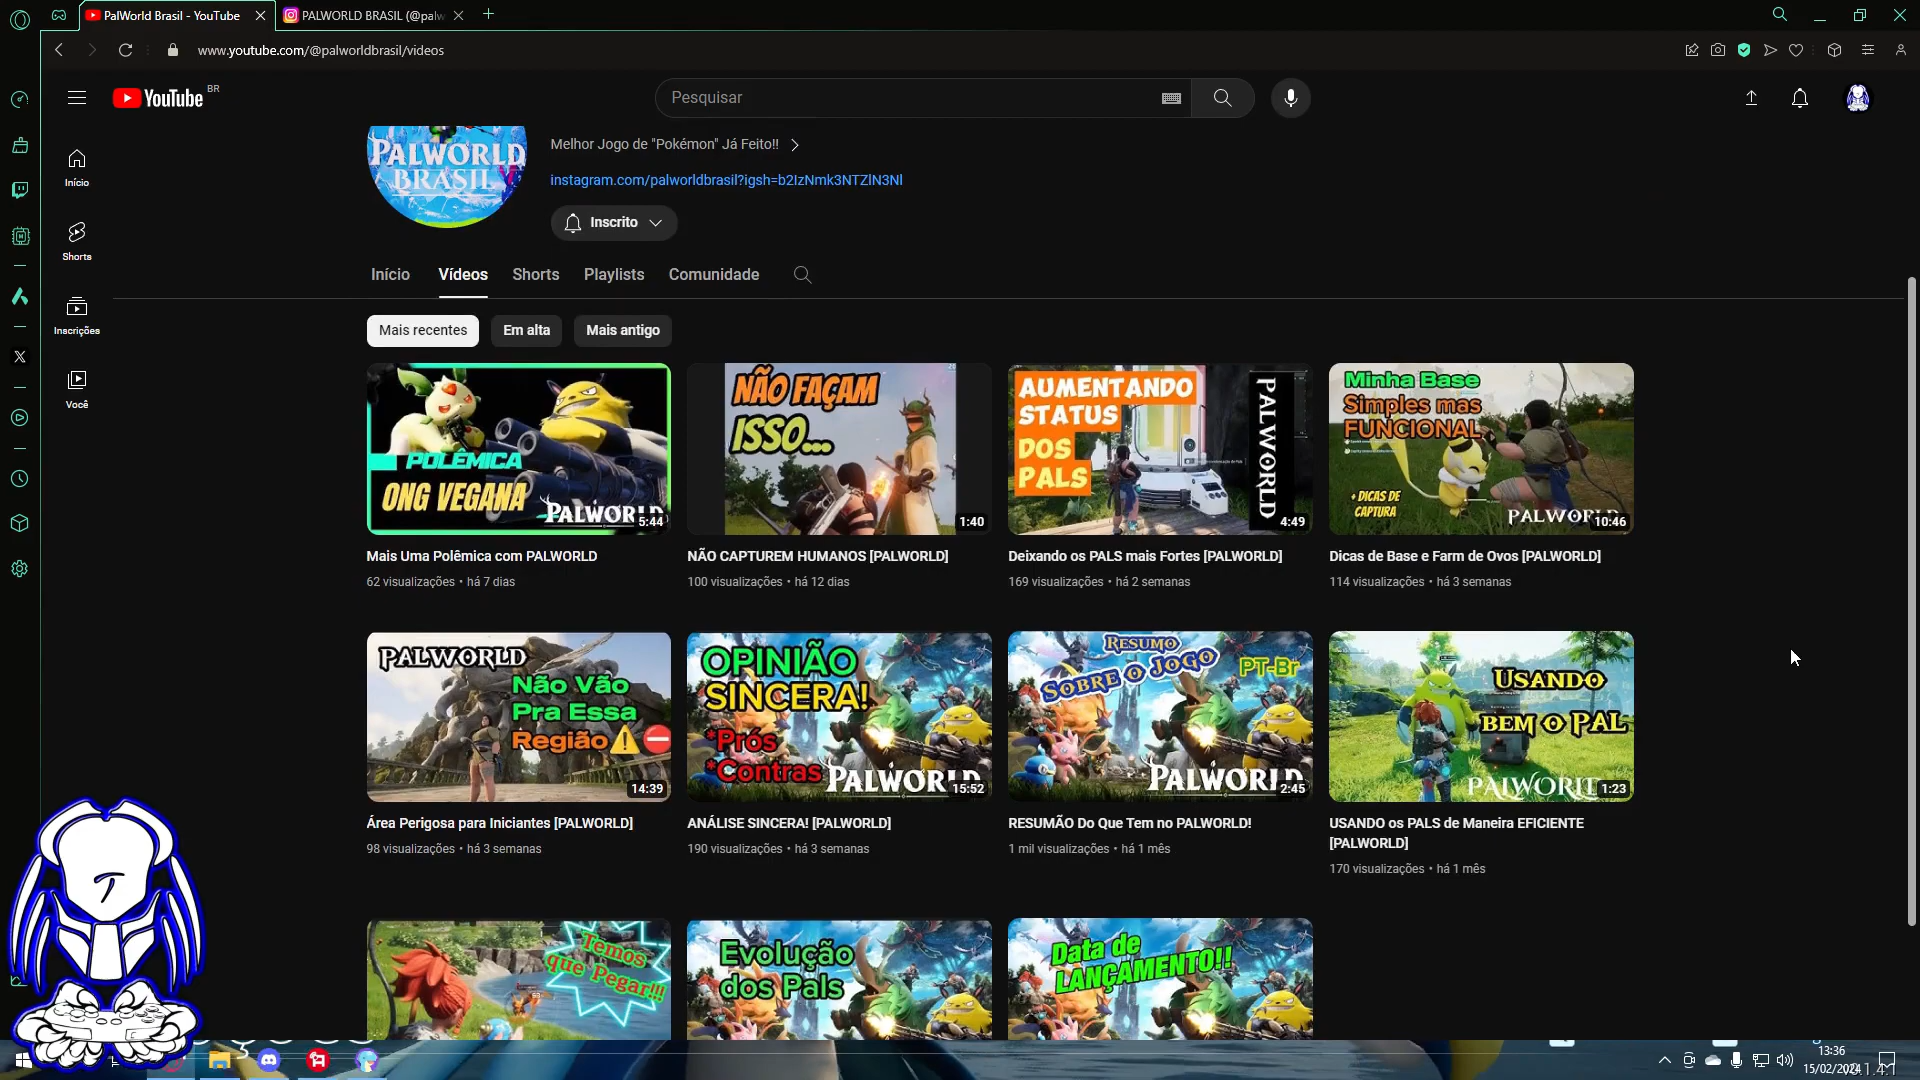 PalWorld Brasil - YouTube
PALWORLD BRASIL (@palw
www.youtube.com/@palworldbrasil/videos
YouTube BR
Pesquisar
PALWORLD
BRASIL
Melhor Jogo de "Pokémon" Já Feito!!
instagram.com/palworldbrasil?igsh=b2IzNmk3NTZlN3Nl
Inscrito
Início
Shorts
Inscrições
Você
Início Vídeos Shorts Playlists Comunidade
Mais recentes Em alta Mais antigo
POLÊMICA
ONG VEGANA
PALWORLD
5:44
NÃO FAÇAM
ISSO...
1:40
AUMENTANDO
STATUS
DOS
PALS
PALWORLD
4:49
Minha Base
Simples mas
FUNCIONAL
+ DICAS DE
CAPTURA
PALWORLD
10:46
Mais Uma Polêmica com PALWORLD
62 visualizações • há 7 dias
NÃO CAPTUREM HUMANOS [PALWORLD]
100 visualizações • há 12 dias
Deixando os PALS mais Fortes [PALWORLD]
169 visualizações • há 2 semanas
Dicas de Base e Farm de Ovos [PALWORLD]
114 visualizações • há 3 semanas
PALWORLD
Não Vão
Pra Essa
Região
14:39
OPINIÃO
SINCERA!
*Prós
*Contras
PALWORLD
15:52
RESUMO
SOBRE O JOGO
PT-Br
PALWORLD
2:45
USANDO
BEM O PAL
PALWORLD
1:23
Área Perigosa para Iniciantes [PALWORLD]
98 visualizações • há 3 semanas
ANÁLISE SINCERA! [PALWORLD]
190 visualizações • há 3 semanas
RESUMÃO Do Que Tem no PALWORLD!
1 mil visualizações • há 1 mês
USANDO os PALS de Maneira EFICIENTE
[PALWORLD]
170 visualizações • há 1 mês
Temos
que Pegar!!!
Evolução
dos Pals
Data de
LANÇAMENTO!!
13:36
15/02/2024